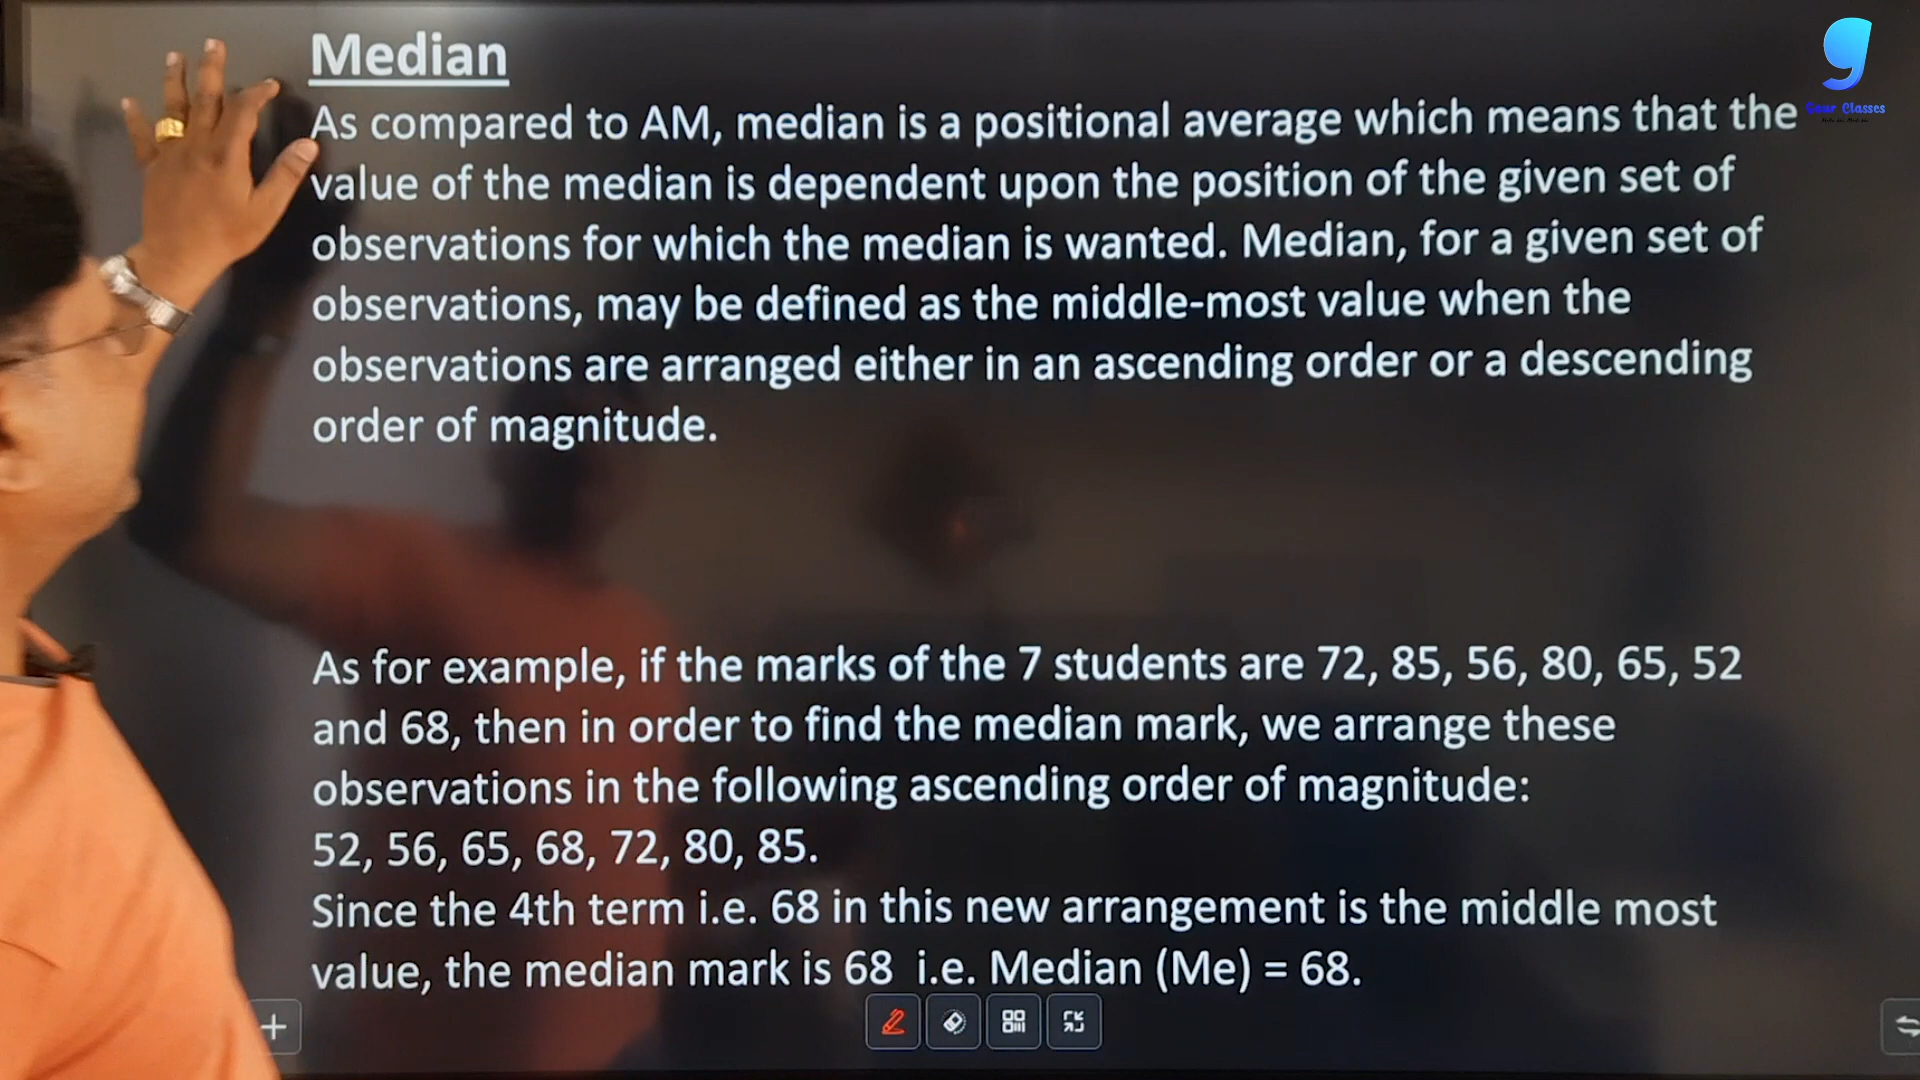 Median
As compared to AM, median is a positional average which means that the
value of the median is dependent upon the position of the given set of
observations for which the median is wanted. Median, for a given set of
observations, may be defined as the middle-most value when the
observations are arranged either in an ascending order or a descending
order of magnitude.
As for example, if the marks of the 7 students are 72, 85, 56, 80, 65, 52
and 68, then in order to find the median mark, we arrange these
observations in the following ascending order of magnitude:
52, 56, 65, 68, 72, 80, 85.
Since the 4th term i.e. 68 in this new arrangement is the middle most
value, the median mark is 68 i.e. Median (Me) = 68.
g
Gaur Classes